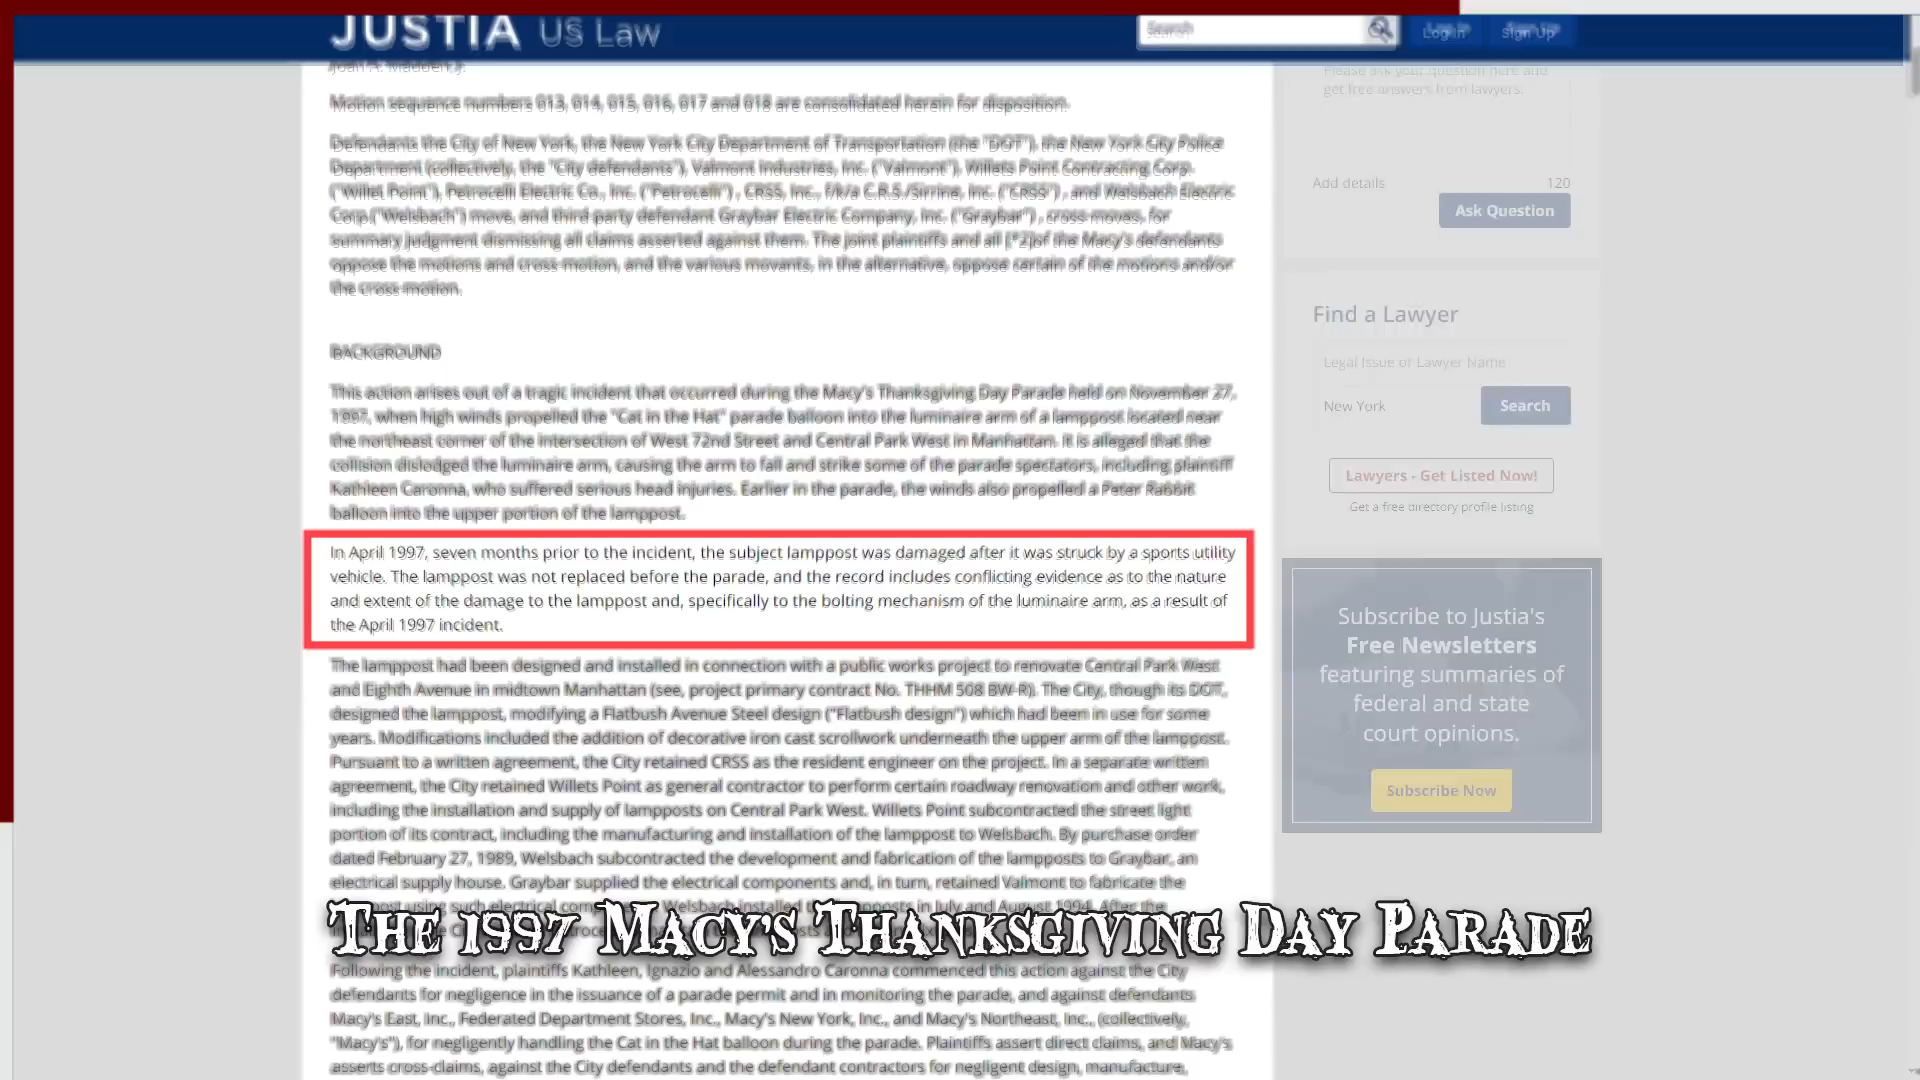 JUSTIA US Law
Search
Log In
Sign Up
Joan A. Madden, J.
Motion sequence numbers 013, 014, 015, 016, 017 and 018 are consolidated herein for disposition.
Defendants the City of New York, the New York City Department of Transportation (the "DOT"), the New York City Police
Department (collectively, the "City defendants"), Valmont Industries, Inc. ("Valmont"), Willets Point Contracting Corp.
("Willet Point"), Petrocelli Electric Co., Inc. ("Petrocelli") , CRSS, Inc., f/k/a C.R.S./Sirrine, Inc. ("CRSS") , and Welsbach Electric
Corp.("Welsbach") move, and third-party defendant Graybar Electric Company, Inc. ("Graybar") , cross-moves, for
summary judgment dismissing all claims asserted against them. The joint plaintiffs and all [*2]of the Macy's defendants
oppose the motions and cross-motion, and the various movants, in the alternative, oppose certain of the motions and/or
the cross-motion.
BACKGROUND
This action arises out of a tragic incident that occurred during the Macy's Thanksgiving Day Parade held on November 27,
1997, when high winds propelled the "Cat in the Hat" parade balloon into the luminaire arm of a lamppost located near
the northeast corner of the intersection of West 72nd Street and Central Park West in Manhattan. It is alleged that the
collision dislodged the luminaire arm, causing the arm to fall and strike some of the parade spectators, including plaintiff
Kathleen Caronna, who suffered serious head injuries. Earlier in the parade, the winds also propelled a Peter Rabbit
balloon into the upper portion of the lamppost.
In April 1997, seven months prior to the incident, the subject lamppost was damaged after it was struck by a sports utility
vehicle. The lamppost was not replaced before the parade, and the record includes conflicting evidence as to the nature
and extent of the damage to the lamppost and, specifically to the bolting mechanism of the luminaire arm, as a result of
the April 1997 incident.
The lamppost had been designed and installed in connection with a public works project to renovate Central Park West
and Eighth Avenue in midtown Manhattan (see, project primary contract No. THHM 508 BW-R). The City, though its DOT,
designed the lamppost, modifying a Flatbush Avenue Steel design ("Flatbush design") which had been in use for some
years. Modifications included the addition of decorative iron cast scrollwork underneath the upper arm of the lamppost.
Pursuant to a written agreement, the City retained CRSS as the resident engineer on the project. In a separate written
agreement, the City retained Willets Point as general contractor to perform certain roadway renovation and other work,
including the installation and supply of lampposts on Central Park West. Willets Point subcontracted the street light
portion of its contract, including the manufacturing and installation of the lamppost to Welsbach. By purchase order
dated February 27, 1989, Welsbach subcontracted the development and fabrication of the lampposts to Graybar, an
electrical supply house. Graybar supplied the electrical components and, in turn, retained Valmont to fabricate the
using such electrical Welsbach installed in July and August 1994. After the
The 1997 Macy's Thanksgiving Day Parade
Following the incident, plaintiffs Kathleen, Ignazio and Alessandro Caronna commenced this action against the City
defendants for negligence in the issuance of a parade permit and in monitoring the parade, and against defendants
Macy's East, Inc., Federated Department Stores, Inc., Macy's New York, Inc., and Macy's Northeast, Inc., (collectively,
"Macy's"), for negligently handling the Cat in the Hat balloon during the parade. Plaintiffs assert direct claims, and Macy's
asserts cross-claims, against the City defendants and the defendant contractors for negligent design, manufacture,
Please ask your question here and
get free answers from lawyers.
Add details 120
Ask Question
Find a Lawyer
Legal Issue or Lawyer Name
New York
Search
Lawyers - Get Listed Now!
Get a free directory profile listing
Subscribe to Justia's
Free Newsletters
featuring summaries of
federal and state
court opinions.
Subscribe Now